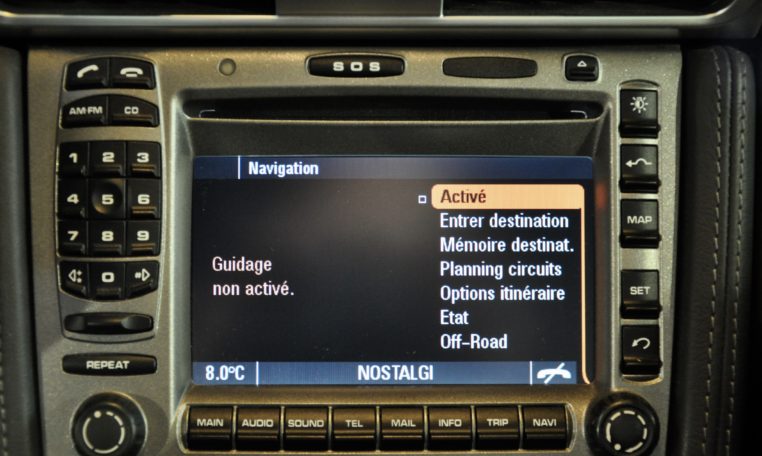 SOS
AM·FM CD
1 2 3
4 5 6
7 8 9
0
REPEAT
Navigation
Activé
Entrer destination
Mémoire destinat.
Planning circuits
Options itinéraire
Etat
Off-Road
Guidage
non activé.
8.0°C NOSTALGI
MAP
SET
MAIN AUDIO SOUND TEL MAIL INFO TRIP NAVI